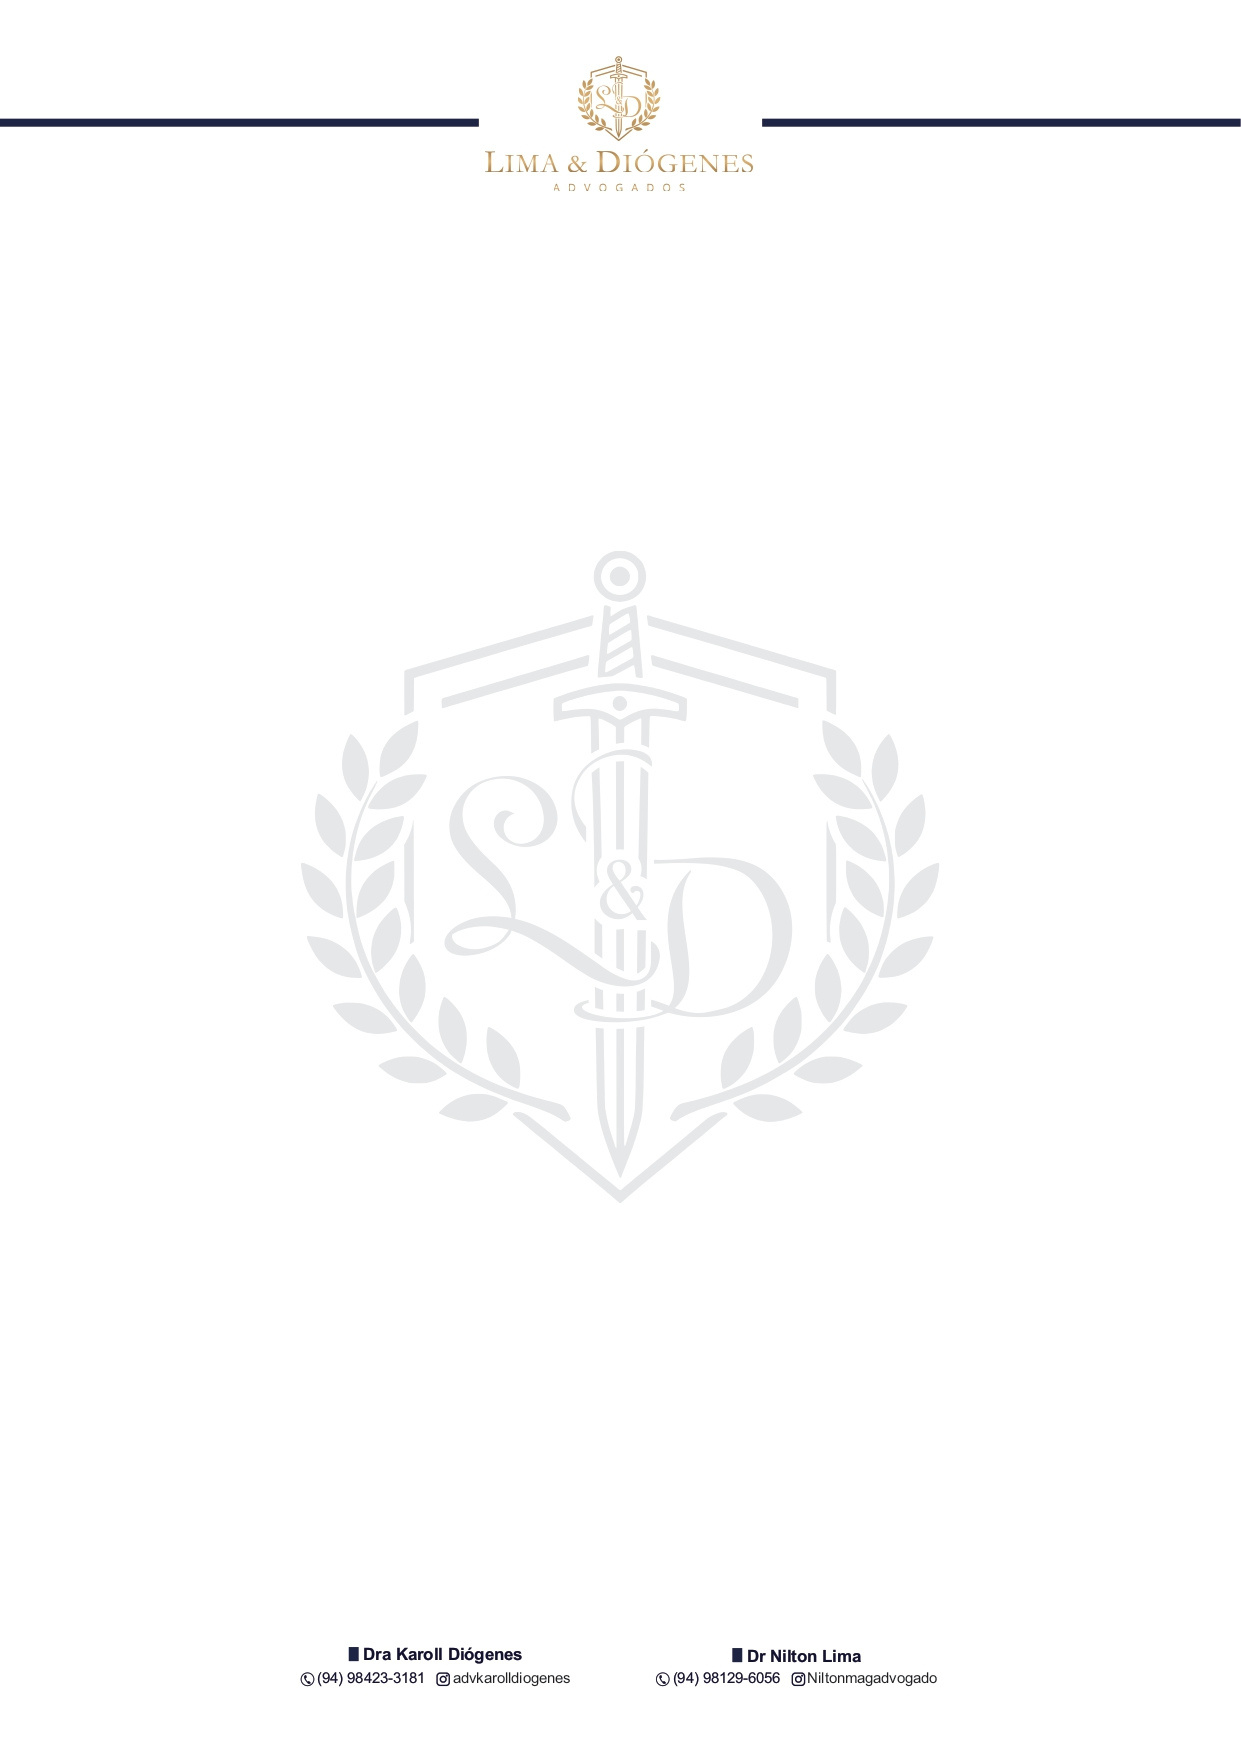 L&D
LIMA & DIÓGENES
ADVOGADOS
L&D
Dra Karoll Diógenes
(94) 98423-3181 advkarolldiogenes
Dr Nilton Lima
(94) 98129-6056 Niltonmagadvogado